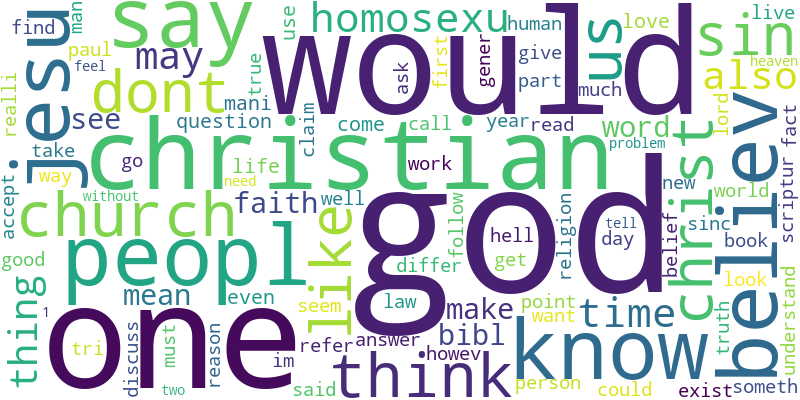 find
man
say
use
homosexu
human
love
live
paul
feel
may
would
first
gener
give
us
sin
heaven
really
jesu
dont
mani
true
ask
part
much
also
see
question
claim
come
call
year
read
word
lord
fact
problem
take
christian
go
life
work
christ
believ
scriptur
way
without
need
new
world
accept
church
faith
well
god
follow
hell
religion
tell
day
belief
sinc
book
good
peopl
like
differ
get
look
truth
understand
thing
mean
even
seem
law
make
point
want
time
1
one
tri
discuss
must
reason
im
refer
answer
howev
bibl
know
person
could
exist
someth
two
said
think